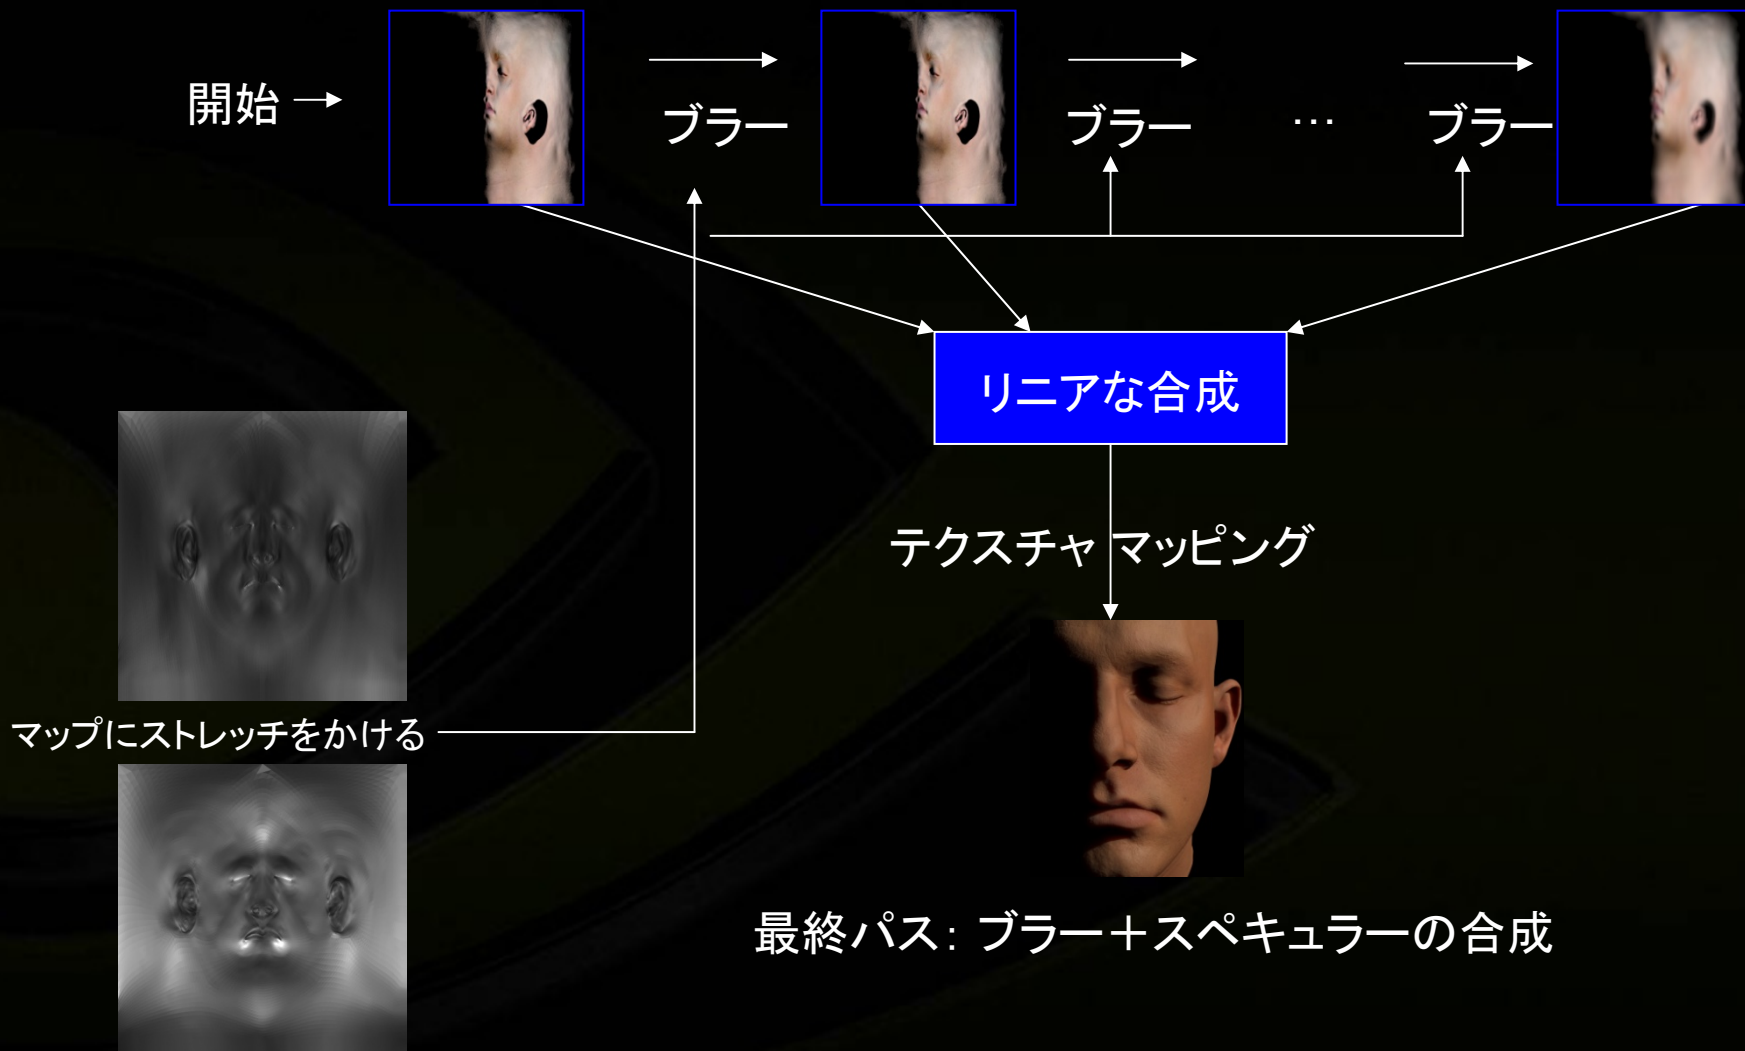 開始
ブラー
ブラー
…
ブラー
リニアな合成
テクスチャ マッピング
マップにストレッチをかける
最終パス: ブラー+スペキュラーの合成